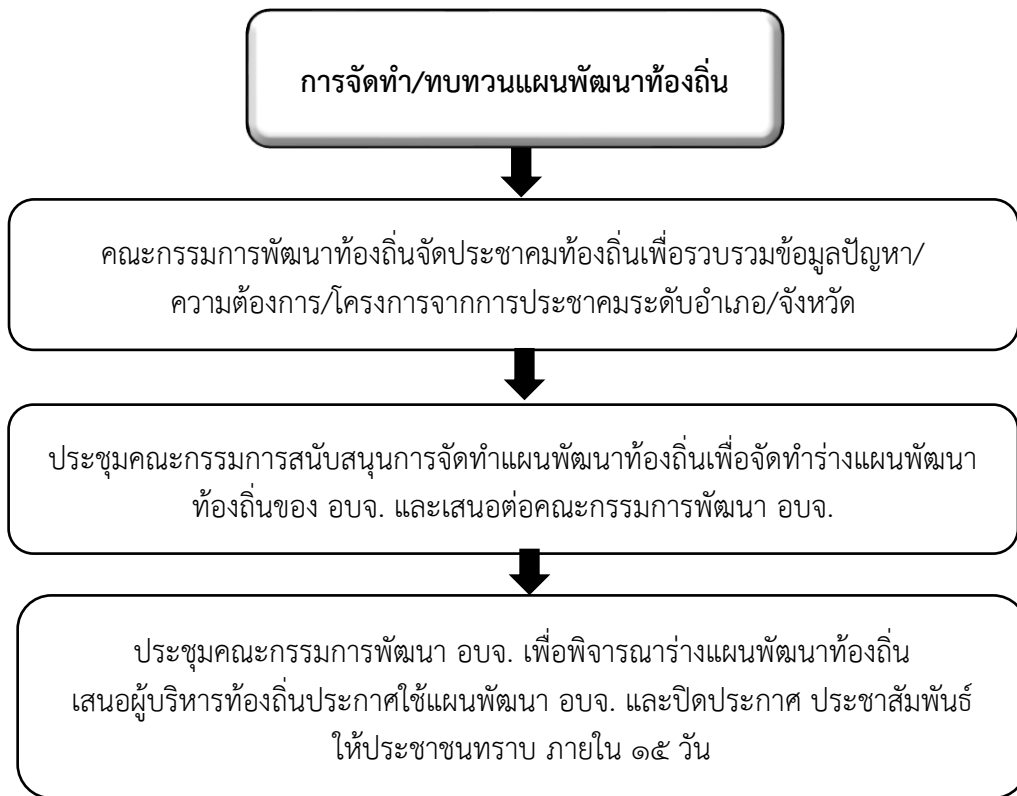 การจัดทำ/ทบทวนแผนพัฒนาท้องถิ่น
คณะกรรมการพัฒนาท้องถิ่นจัดประชาคมท้องถิ่นเพื่อรวบรวมข้อมูลปัญหา/
ความต้องการ/โครงการจากการประชาคมระดับอำเภอ/จังหวัด
ประชุมคณะกรรมการสนับสนุนการจัดทำแผนพัฒนาท้องถิ่นเพื่อจัดทำร่างแผนพัฒนา
ท้องถิ่นของ อบจ. และเสนอต่อคณะกรรมการพัฒนา อบจ.
ประชุมคณะกรรมการพัฒนา อบจ. เพื่อพิจารณาร่างแผนพัฒนาท้องถิ่น
เสนอผู้บริหารท้องถิ่นประกาศใช้แผนพัฒนา อบจ. และปิดประกาศ ประชาสัมพันธ์
ให้ประชาชนทราบ ภายใน ๑๕ วัน